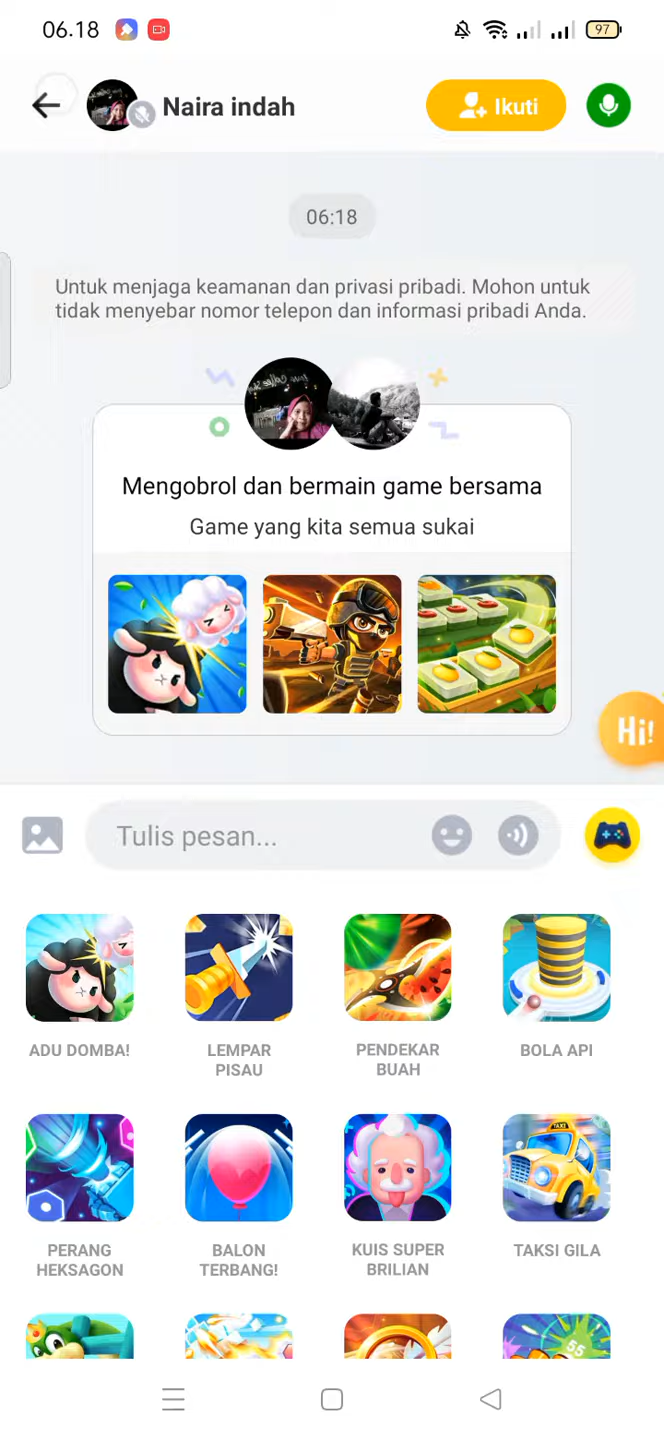 06.18
97
Naira indah
Ikuti
06:18
Untuk menjaga keamanan dan privasi pribadi. Mohon untuk
tidak menyebar nomor telepon dan informasi pribadi Anda.
Mengobrol dan bermain game bersama
Game yang kita semua sukai
Hi!
Tulis pesan...
ADU DOMBA!
LEMPAR
PISAU
PENDEKAR
BUAH
BOLA API
TAXI
PERANG
HEKSAGON
BALON
TERBANG!
KUIS SUPER
BRILIAN
TAKSI GILA
55